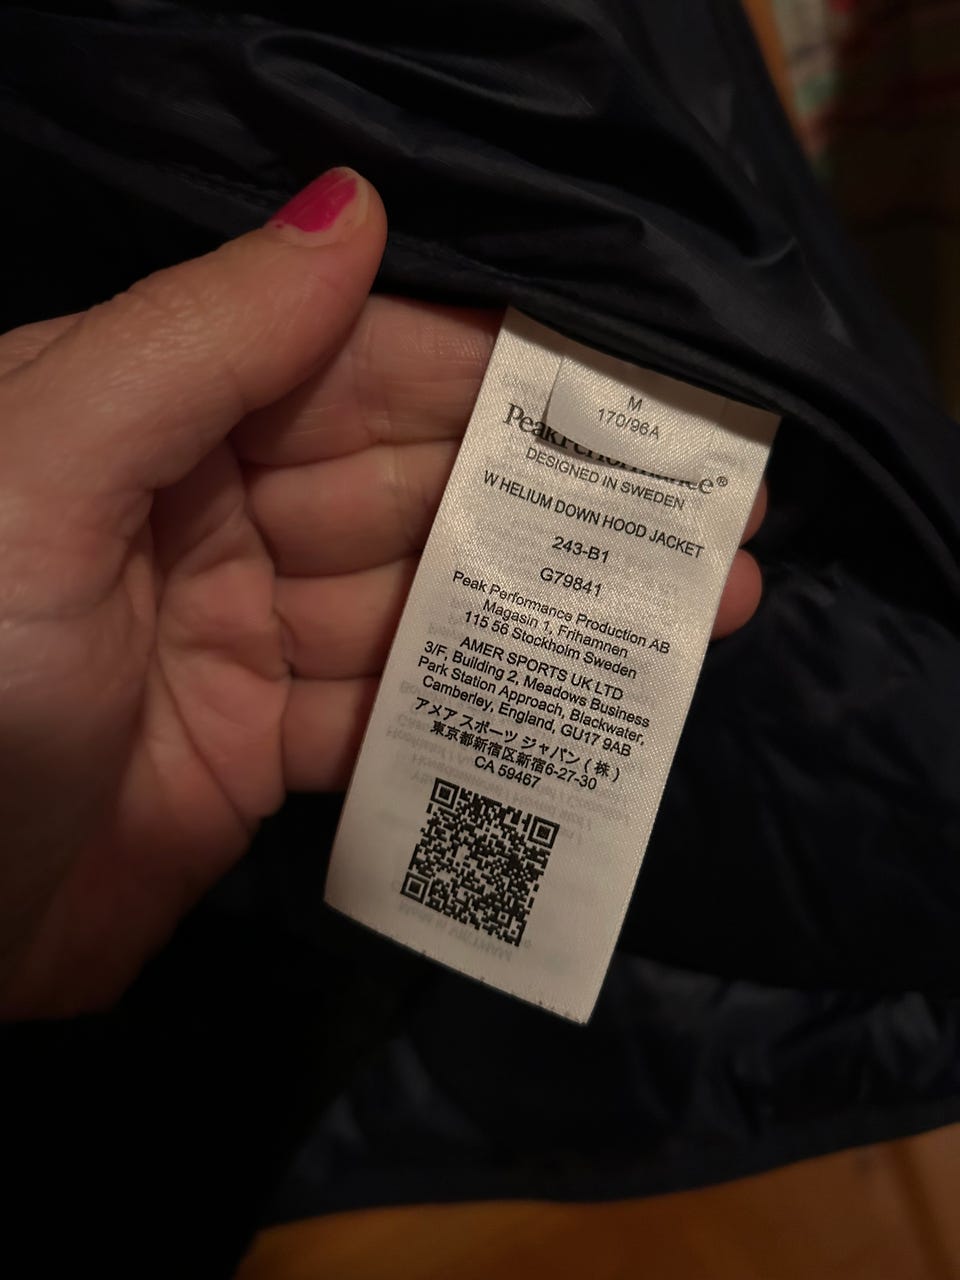 M
170/96A
PeakPerformance®
DESIGNED IN SWEDEN
W HELIUM DOWN HOOD JACKET
243-B1
G79841
Peak Performance Production AB
Magasin 1, Frihamnen
115 56 Stockholm Sweden
AMER SPORTS UK LTD
3/F, Building 2, Meadows Business
Park Station Approach, Blackwater,
Camberley, England, GU17 9AB
アメア スポーツ ジャパン (株)
東京都新宿区新宿6-27-30
CA 59467